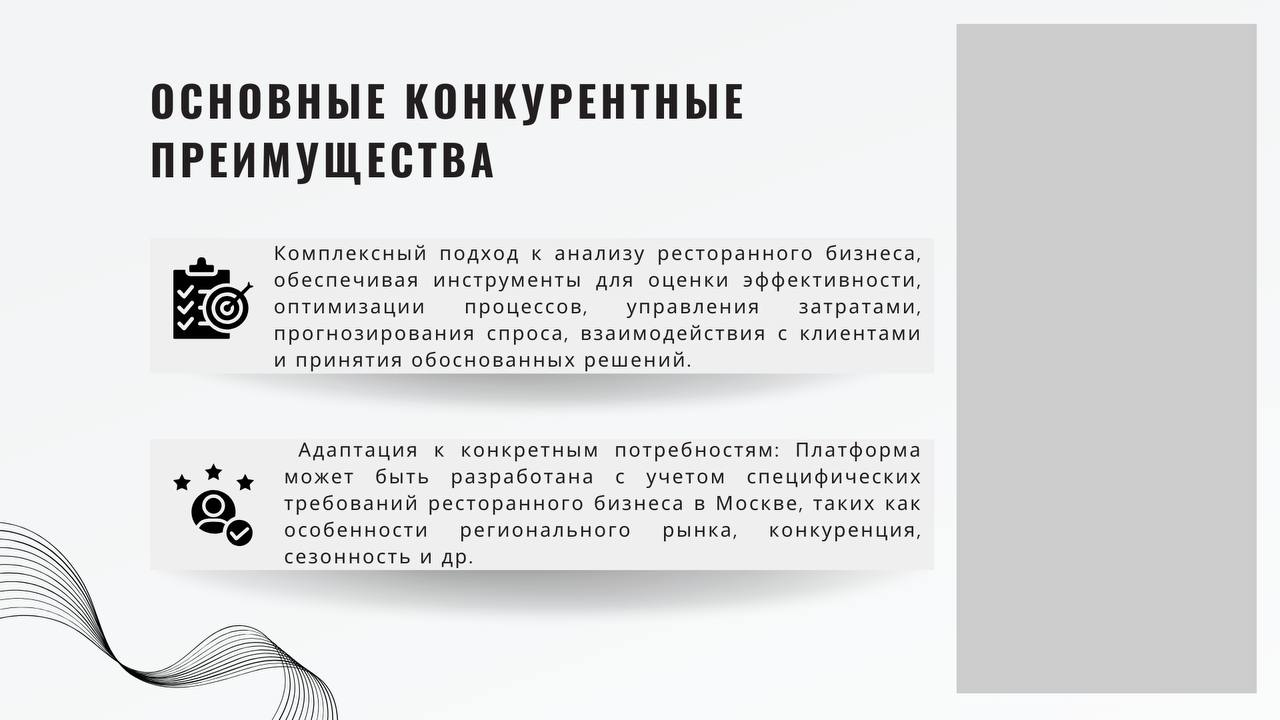 ОСНОВНЫЕ КОНКУРЕНТНЫЕ
ПРЕИМУЩЕСТВА
Комплексный подход к анализу ресторанного бизнеса,
обеспечивая инструменты для оценки эффективности,
оптимизации процессов, управления затратами,
прогнозирования спроса, взаимодействия с клиентами
и принятия обоснованных решений.
Адаптация к конкретным потребностям: Платформа
может быть разработана с учетом специфических
требований ресторанного бизнеса в Москве, таких как
особенности регионального рынка, конкуренция,
сезонность и др.